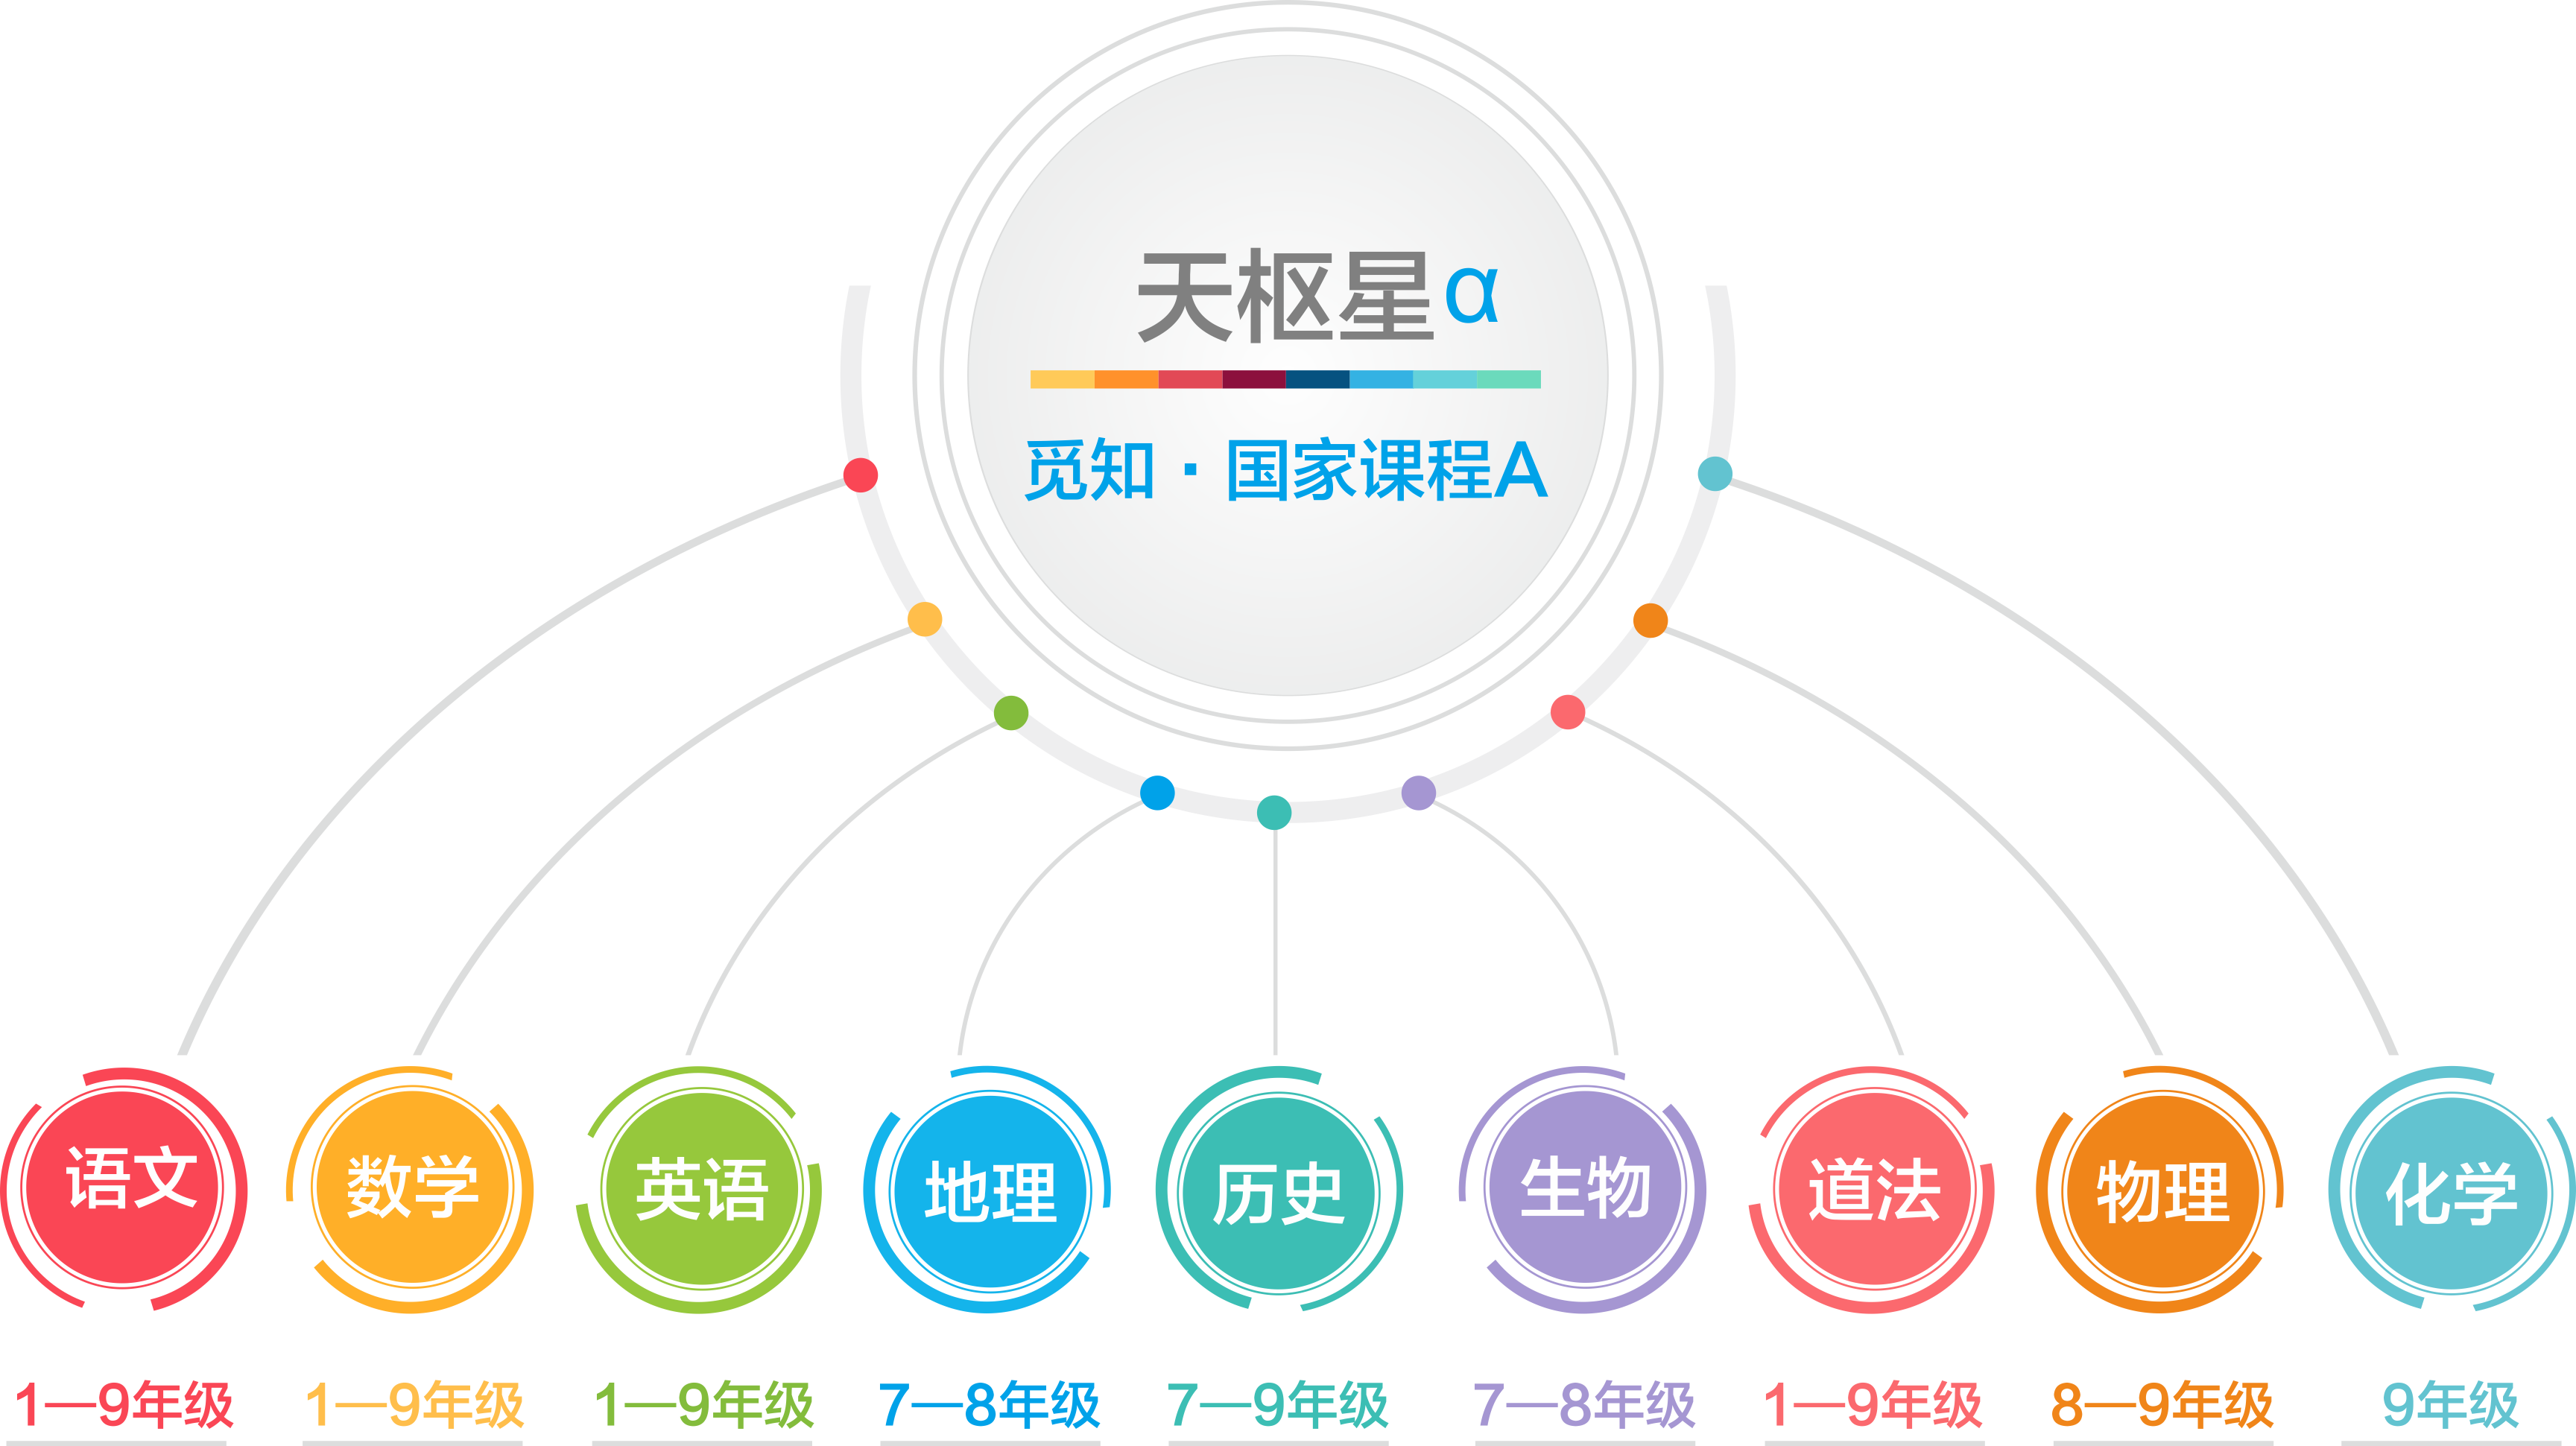 天枢星α
觅知·国家课程A
语文
数学
英语
地理
历史
生物
道法
物理
化学
1—9年级
1—9年级
1—9年级
7—8年级
7—9年级
7—8年级
1—9年级
8—9年级
9年级